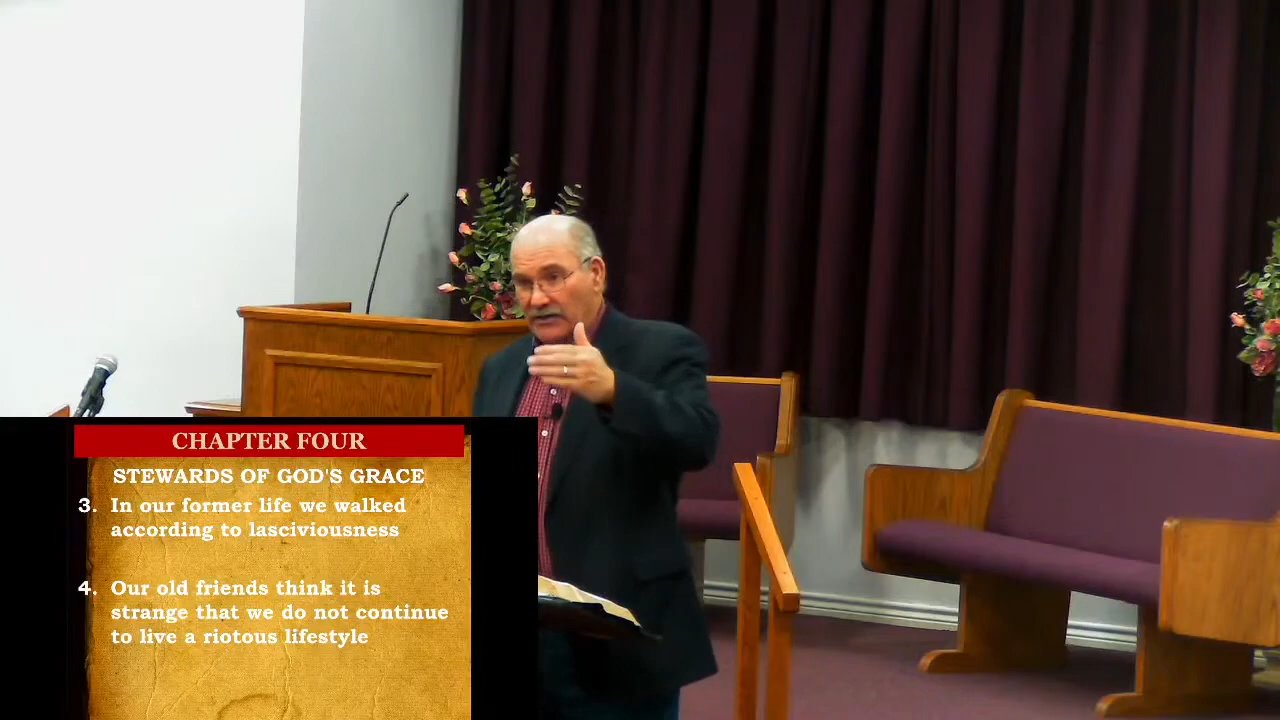 CHAPTER FOUR
STEWARDS OF GOD'S GRACE
3. In our former life we walked
according to lasciviousness
4. Our old friends think it is
strange that we do not continue
to live a riotous lifestyle